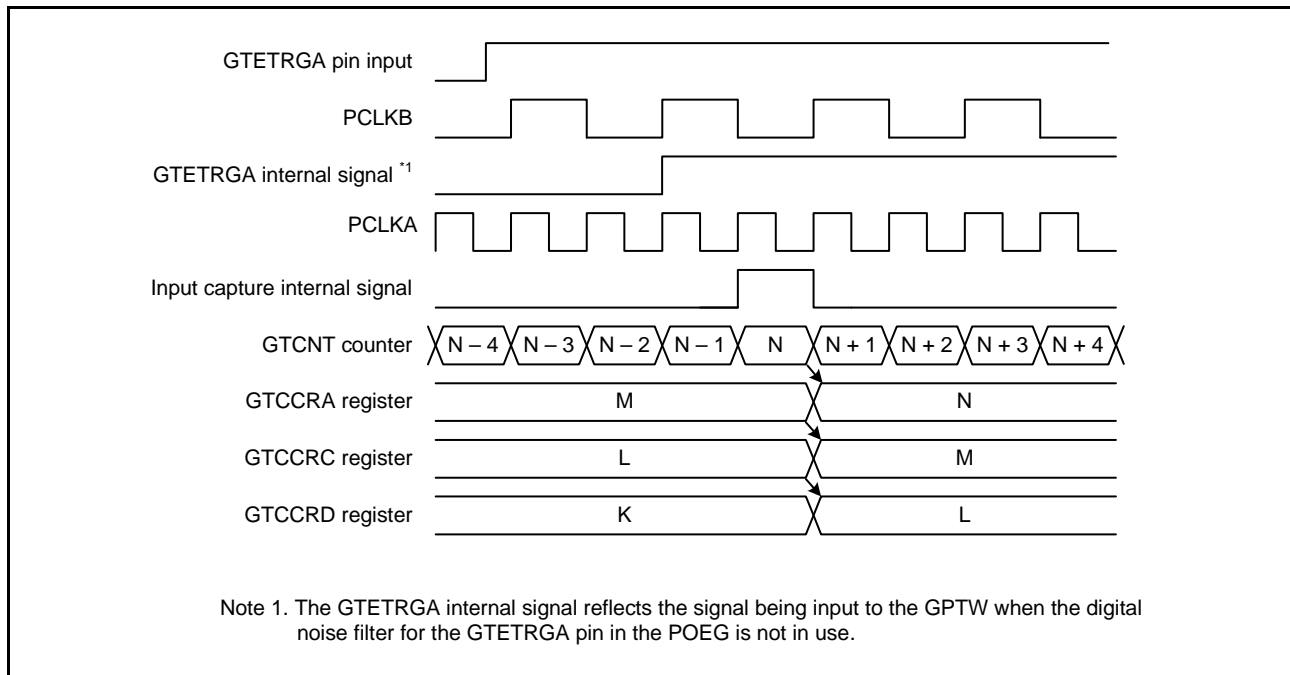 GTETRGA pin input
PCLKB
GTETRGA internal signal *1
PCLKA
Input capture internal signal
GTCNT counter
N – 4 N – 3 N – 2 N – 1 N N + 1 N + 2 N + 3 N + 4
GTCCRA register
M N
GTCCRC register
L M
GTCCRD register
K L
Note 1. The GTETRGA internal signal reflects the signal being input to the GPTW when the digital
noise filter for the GTETRGA pin in the POEG is not in use.